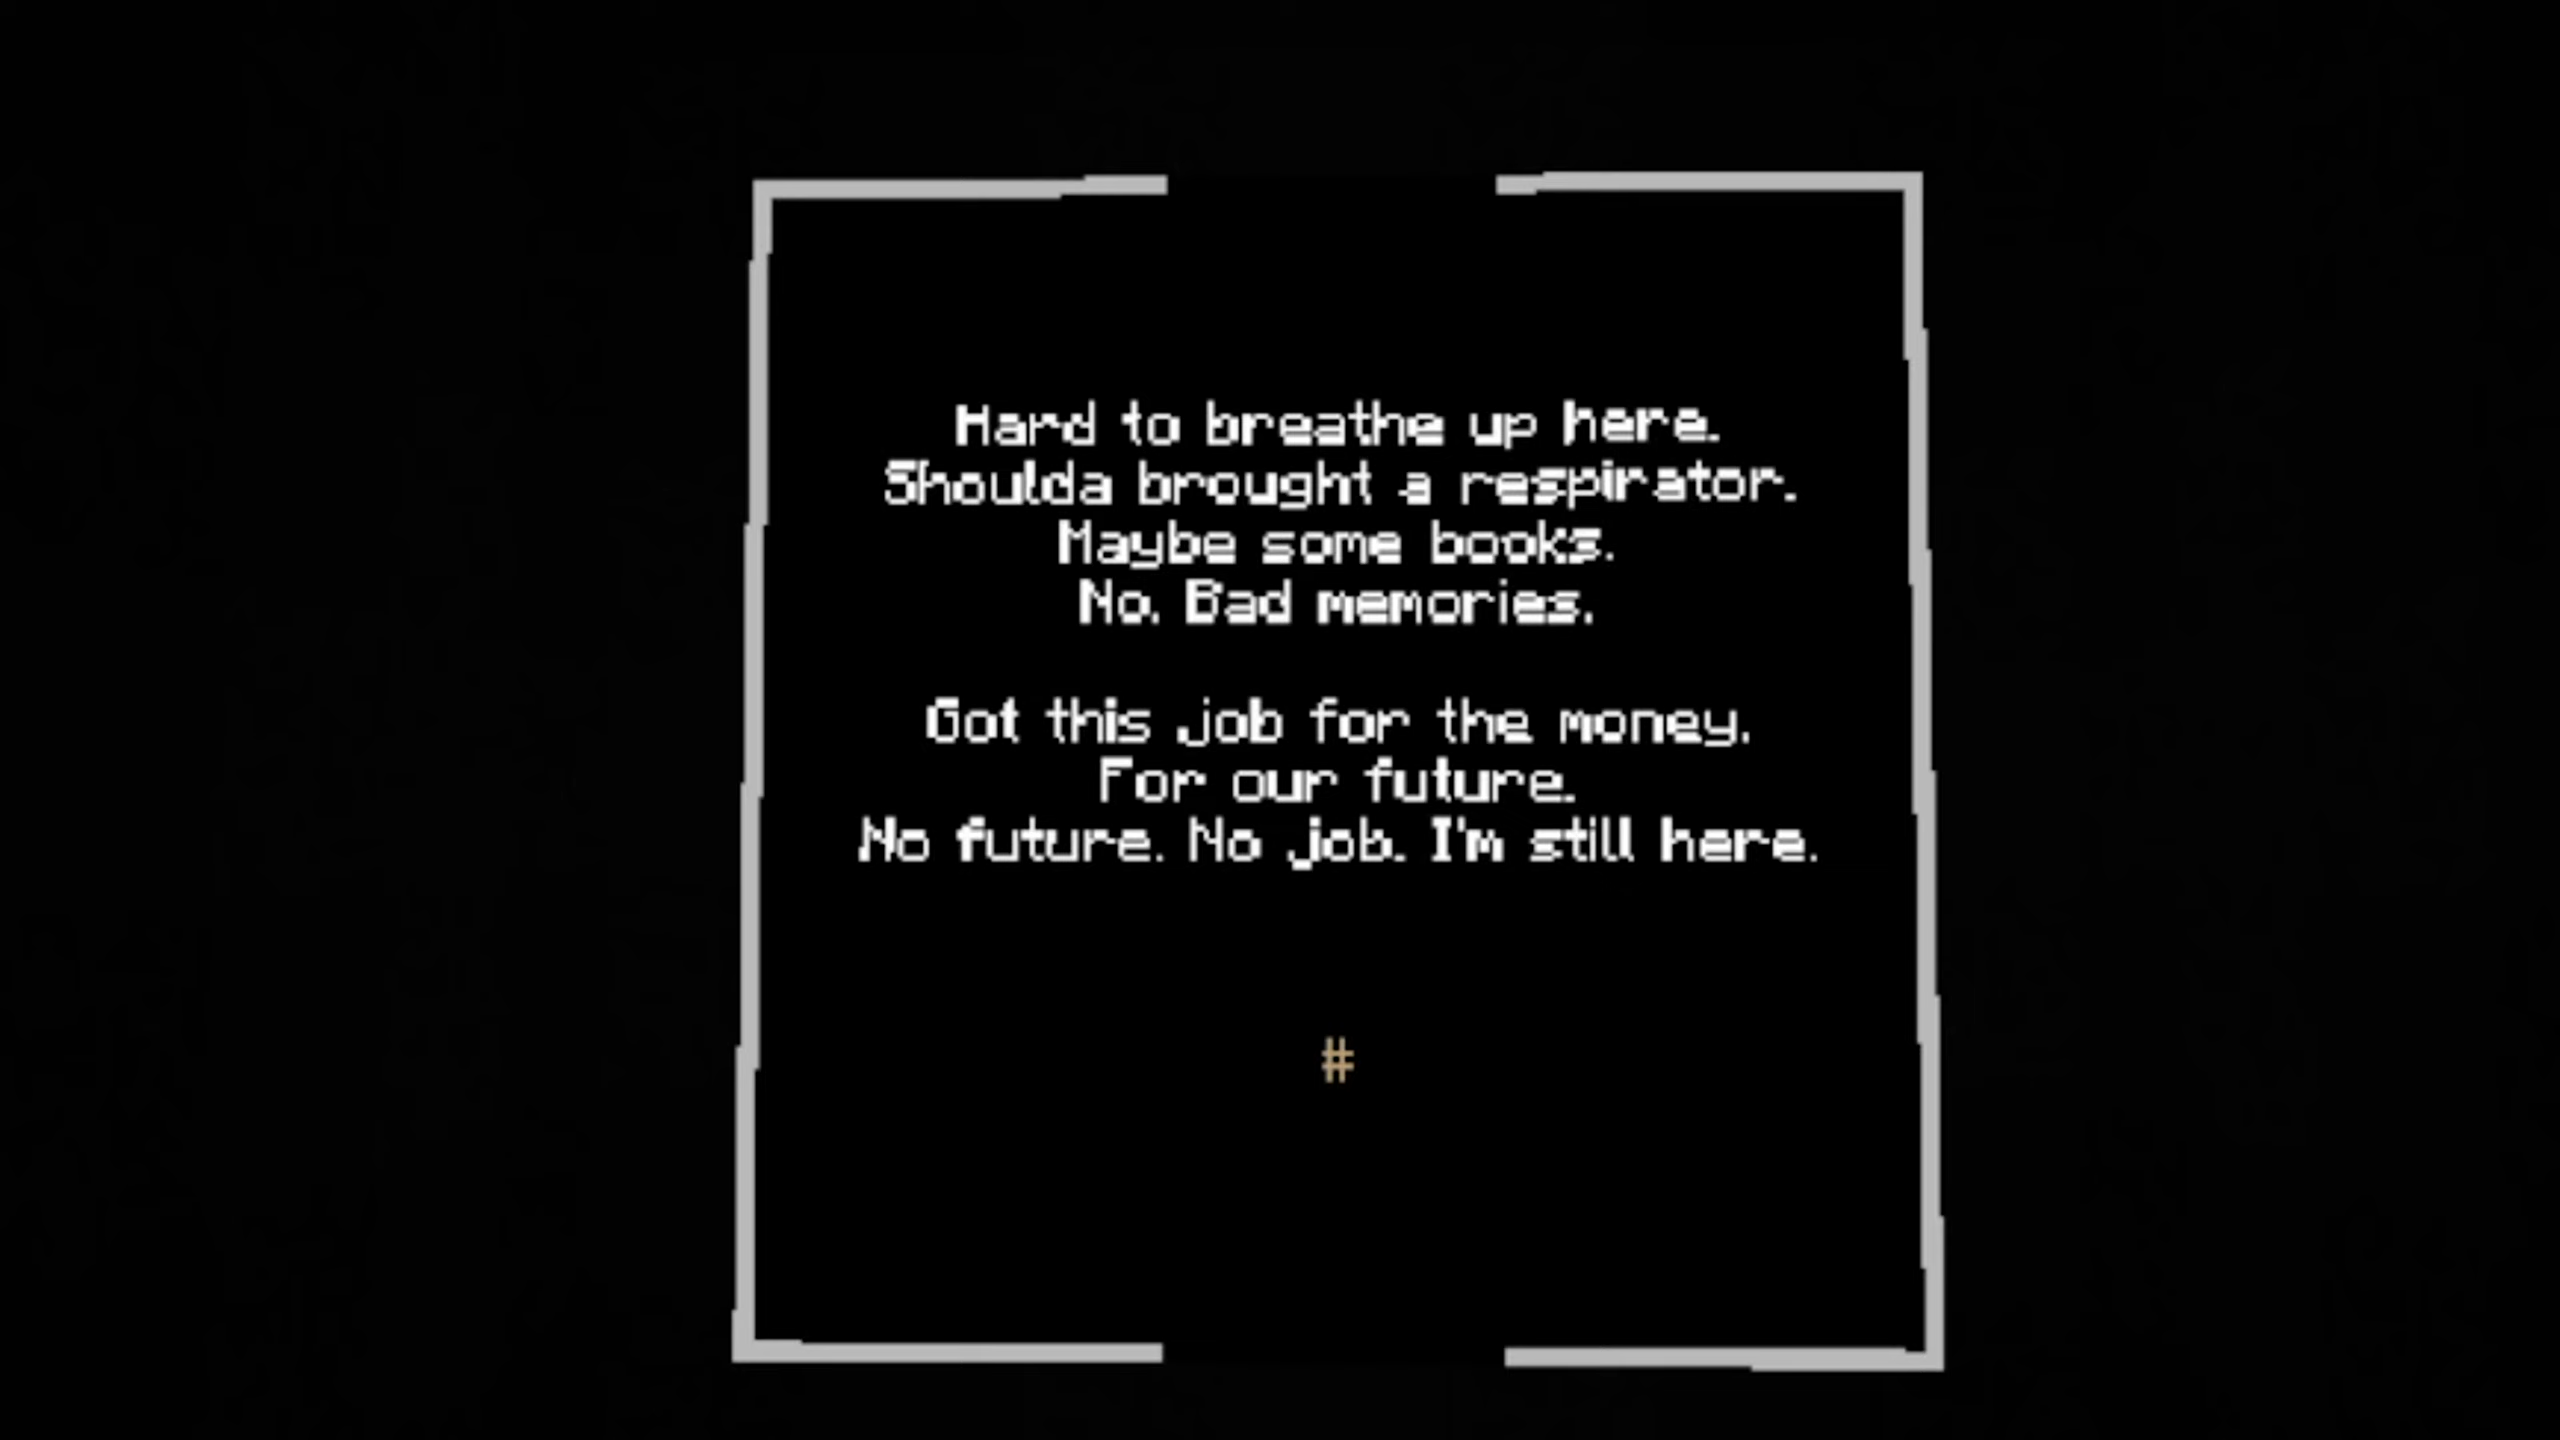 Hard to breathe up here.
Shoulda brought a respirator.
Maybe some books.
No. Bad memories.
Got this job for the money.
For our future.
No future. No job. I'm still here.
#